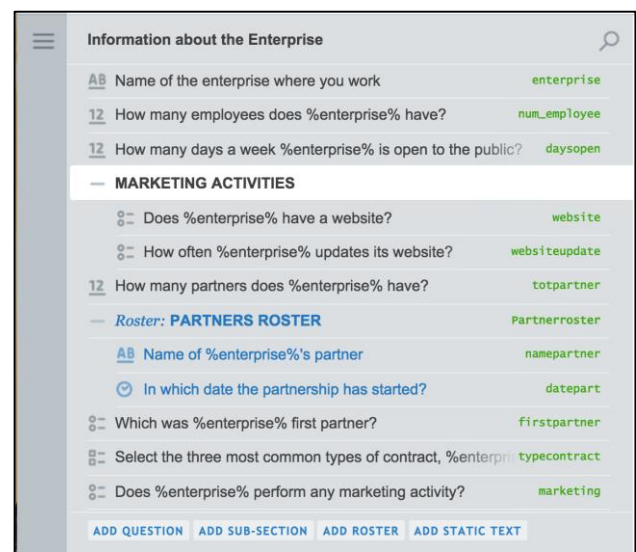 Information about the Enterprise
AB Name of the enterprise where you work enterprise
12 How many employees does %enterprise% have? num_employee
12 How many days a week %enterprise% is open to the public? daysopen
MARKETING ACTIVITIES
Does %enterprise% have a website? website
How often %enterprise% updates its website? websiteupdate
12 How many partners does %enterprise% have? totpartner
Roster: PARTNERS ROSTER Partnerroster
AB Name of %enterprise%'s partner namepartner
In which date the partnership has started? datepart
Which was %enterprise% first partner? firstpartner
Select the three most common types of contract, %enterpri typecontract
Does %enterprise% perform any marketing activity? marketing
ADD QUESTION ADD SUB-SECTION ADD ROSTER ADD STATIC TEXT